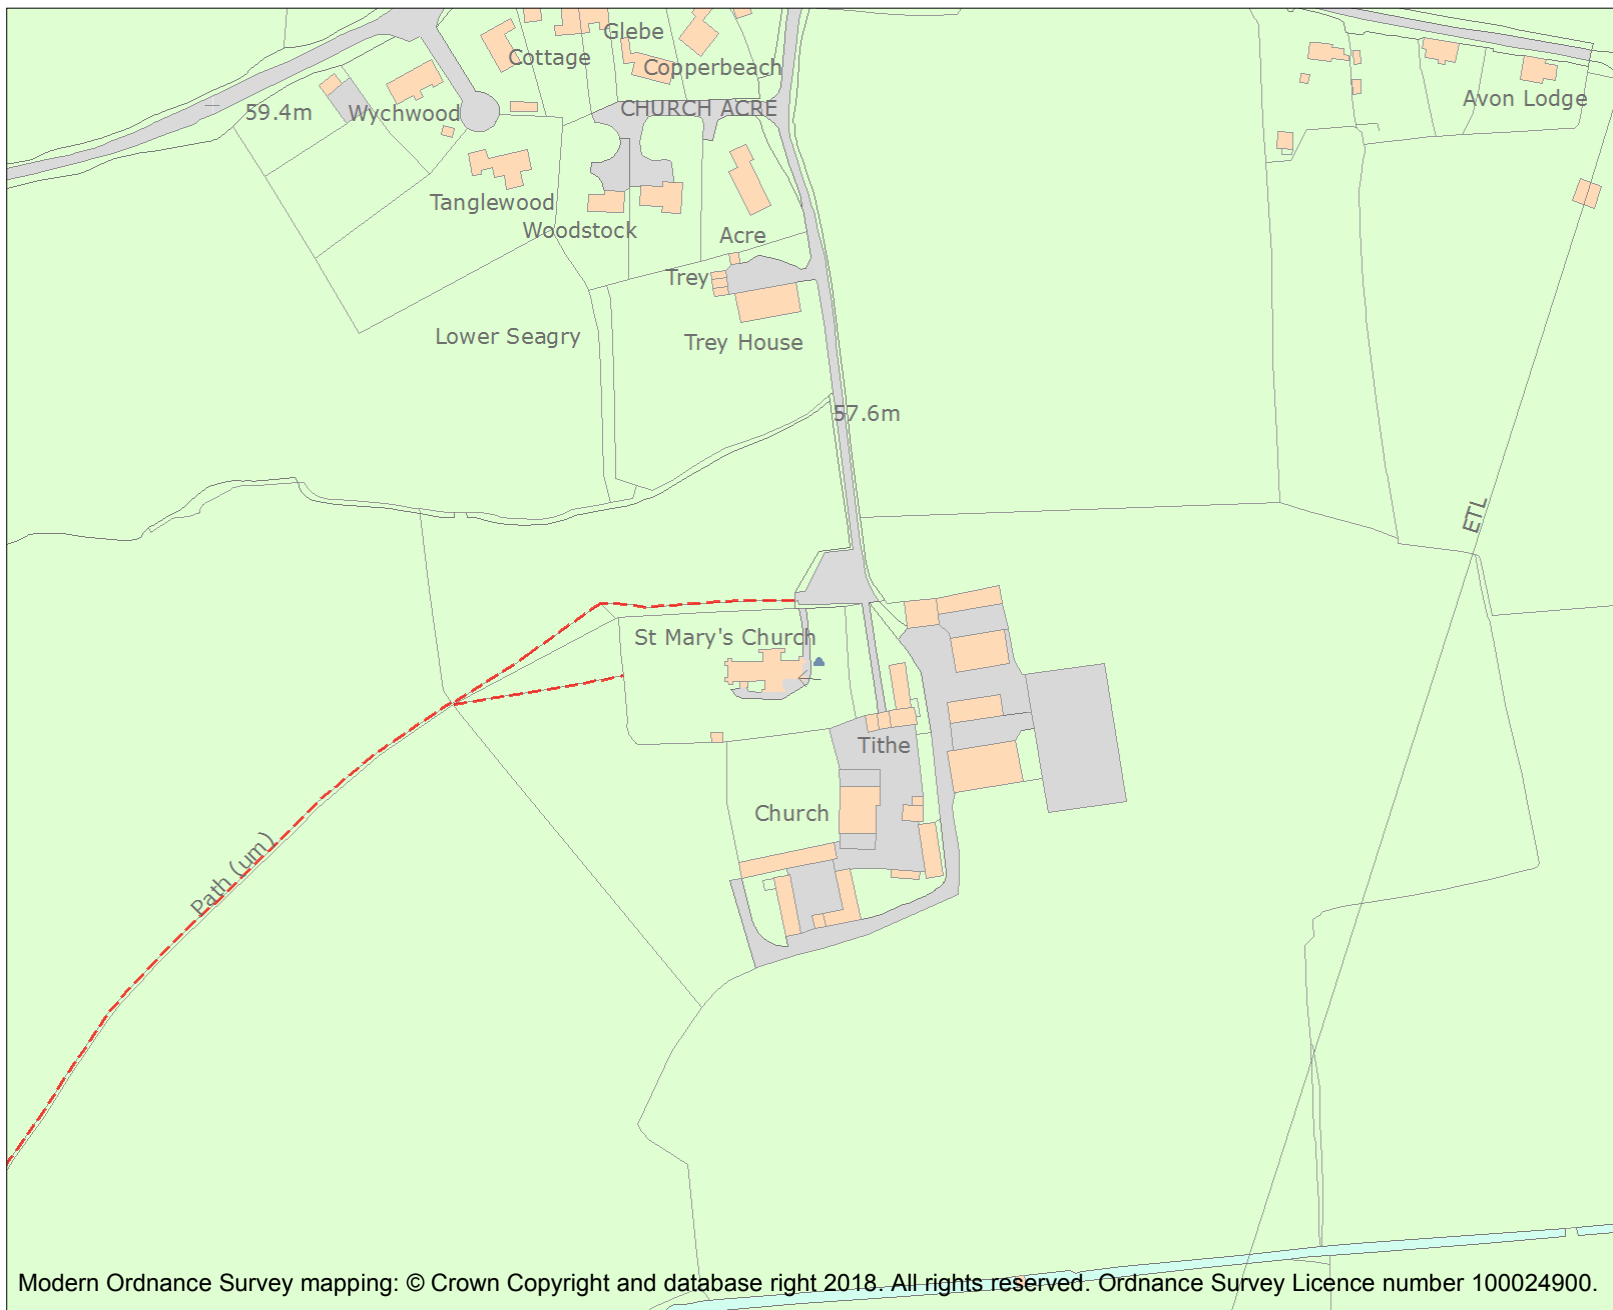 Glebe
Cottage
Copperbeach
59.4m
Wychwood
CHURCH ACRE
Avon Lodge
Tanglewood
Woodstock
Acre
Trey
Lower Seagry
Trey House
57.6m
ETL
St Mary's Church
Tithe
Church
Path (um)
Modern Ordnance Survey mapping: © Crown Copyright and database right 2018. All rights reserved. Ordnance Survey Licence number 100024900.